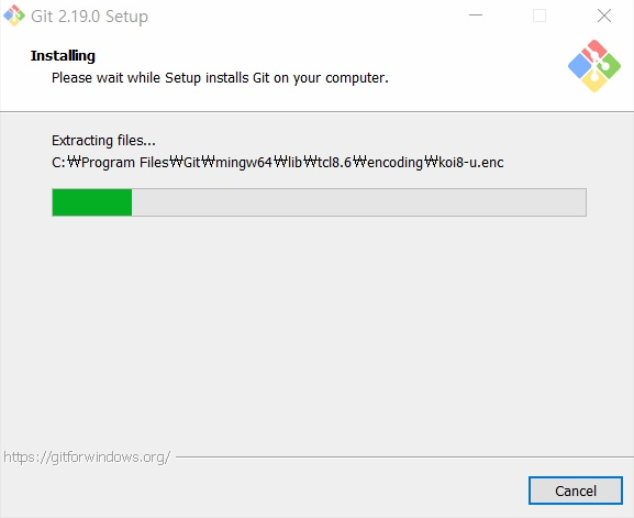 Git 2.19.0 Setup
Installing
Please wait while Setup installs Git on your computer.
Extracting files...
C:₩Program Files₩Git₩mingw64₩lib₩tcl8.6₩encoding₩koi8-u.enc
https://gitforwindows.org/
Cancel